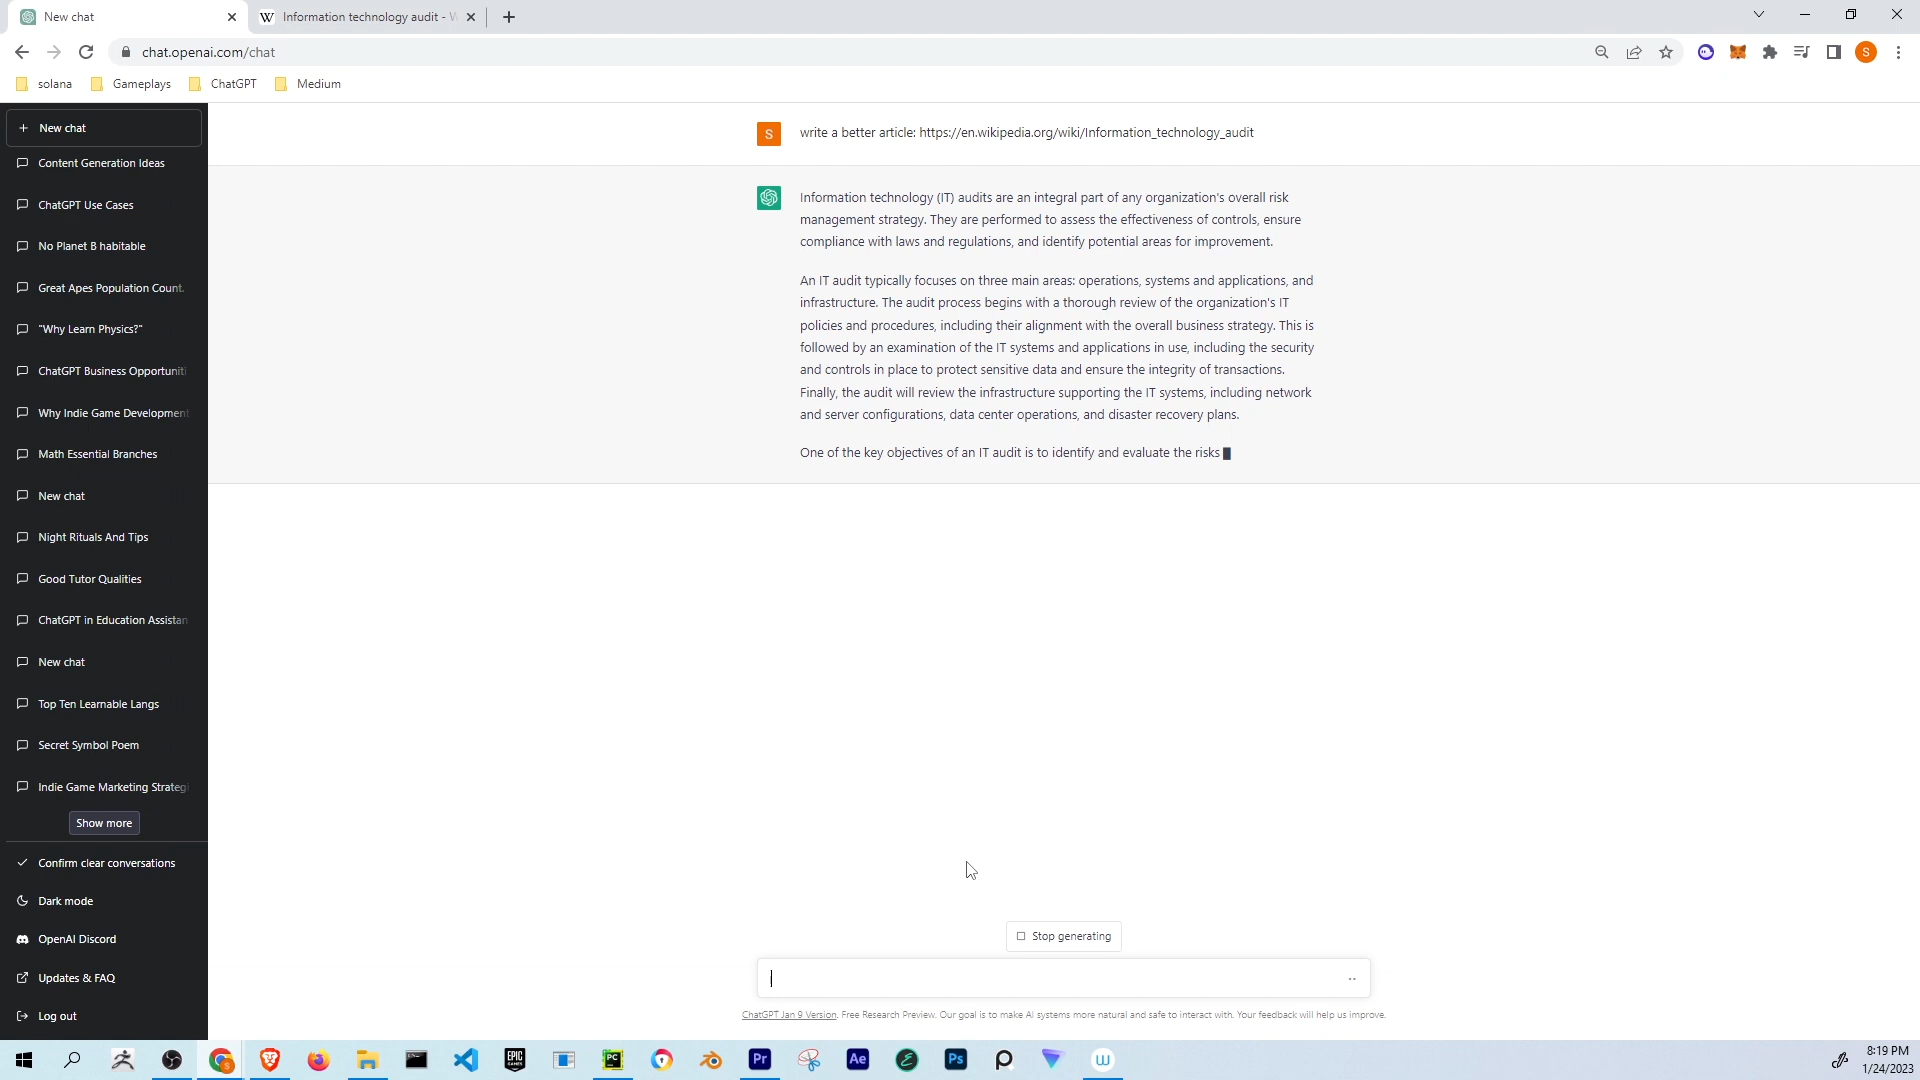 New chat
Information technology audit - W
chat.openai.com/chat
S
solana
Gameplays
ChatGPT
Medium
New chat
Content Generation Ideas
ChatGPT Use Cases
No Planet B habitable
Great Apes Population Count.
"Why Learn Physics?"
ChatGPT Business Opportuniti
Why Indie Game Development
Math Essential Branches
New chat
Night Rituals And Tips
Good Tutor Qualities
ChatGPT in Education Assistan
New chat
Top Ten Learnable Langs
Secret Symbol Poem
Indie Game Marketing Strateg
Show more
Confirm clear conversations
Dark mode
OpenAI Discord
Updates & FAQ
Log out
S
write a better article: https://en.wikipedia.org/wiki/Information_technology_audit
Information technology (IT) audits are an integral part of any organization's overall risk
management strategy. They are performed to assess the effectiveness of controls, ensure
compliance with laws and regulations, and identify potential areas for improvement.
An IT audit typically focuses on three main areas: operations, systems and applications, and
infrastructure. The audit process begins with a thorough review of the organization's IT
policies and procedures, including their alignment with the overall business strategy. This is
followed by an examination of the IT systems and applications in use, including the security
and controls in place to protect sensitive data and ensure the integrity of transactions.
Finally, the audit will review the infrastructure supporting the IT systems, including network
and server configurations, data center operations, and disaster recovery plans.
One of the key objectives of an IT audit is to identify and evaluate the risks
Stop generating
ChatGPT Jan 9 Version. Free Research Preview. Our goal is to make AI systems more natural and safe to interact with. Your feedback will help us improve.
EPIC
GAMES
PC
Pr
Ae
Ps
8:19 PM
1/24/2023